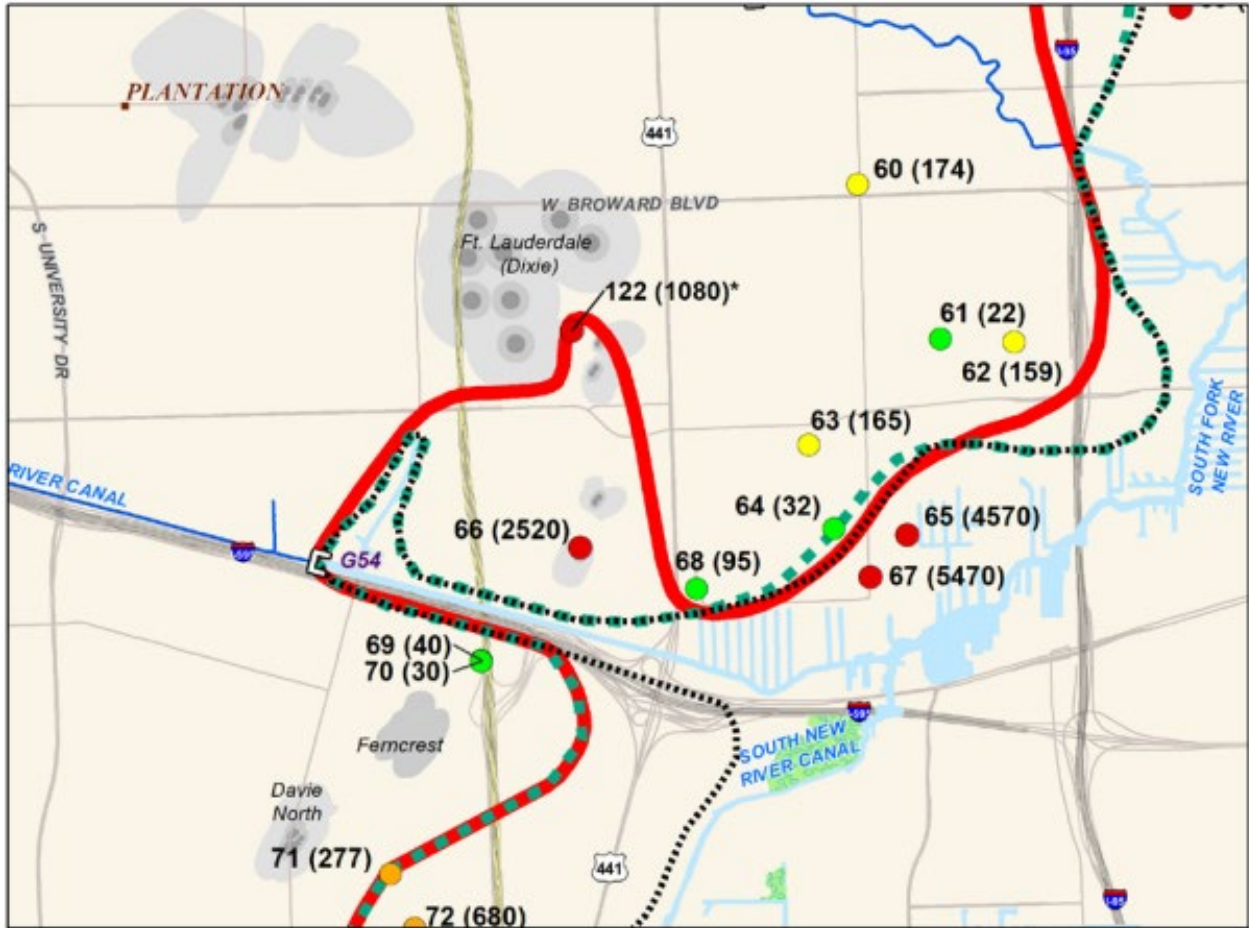 I-95
PLANTATION
441
60 (174)
W BROWARD BLVD
Ft. Lauderdale
(Dixie)
S UNIVERSITY DR
122 (1080)*
61 (22)
62 (159)
63 (165)
SOUTH FORK
NEW RIVER
RIVER CANAL
64 (32)
65 (4570)
66 (2520)
G54
68 (95)
67 (5470)
69 (40)
70 (30)
Ferncrest
SOUTH NEW
RIVER CANAL
Davie
North
71 (277)
441
72 (680)
I-95